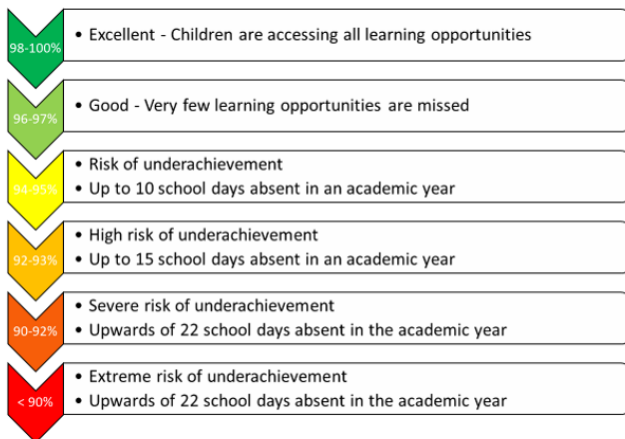 98-100%
• Excellent - Children are accessing all learning opportunities
96-97%
• Good - Very few learning opportunities are missed
94-95%
• Risk of underachievement
• Up to 10 school days absent in an academic year
92-93%
• High risk of underachievement
• Up to 15 school days absent in an academic year
90-92%
• Severe risk of underachievement
• Upwards of 22 school days absent in the academic year
< 90%
• Extreme risk of underachievement
• Upwards of 22 school days absent in the academic year